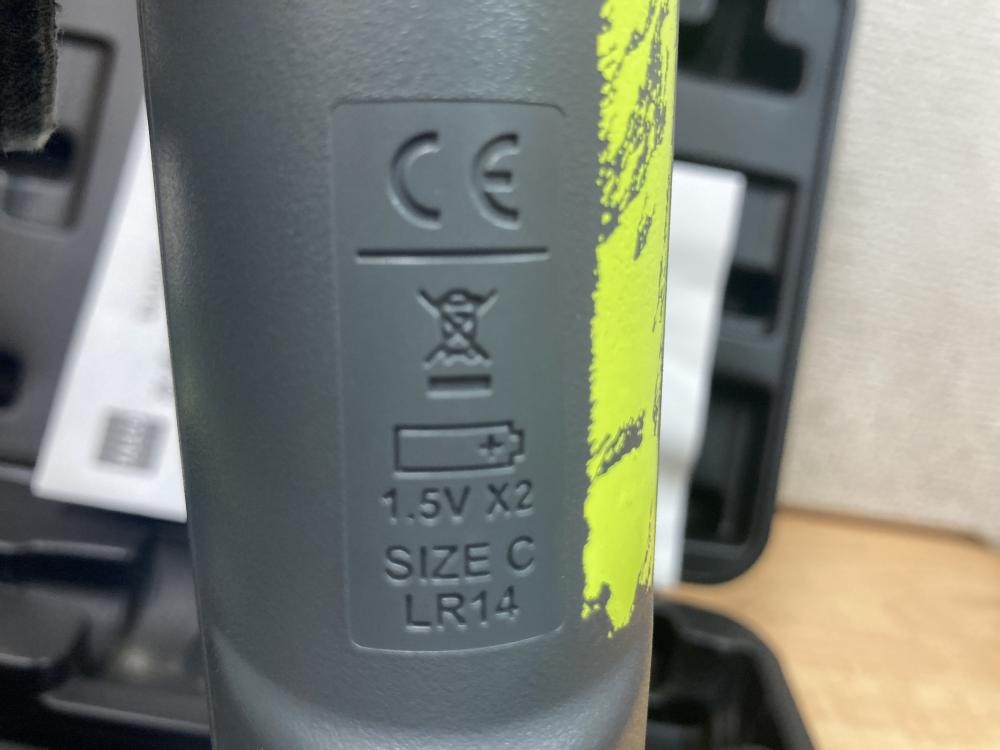 CE
1.5V X2
SIZE C
LR14